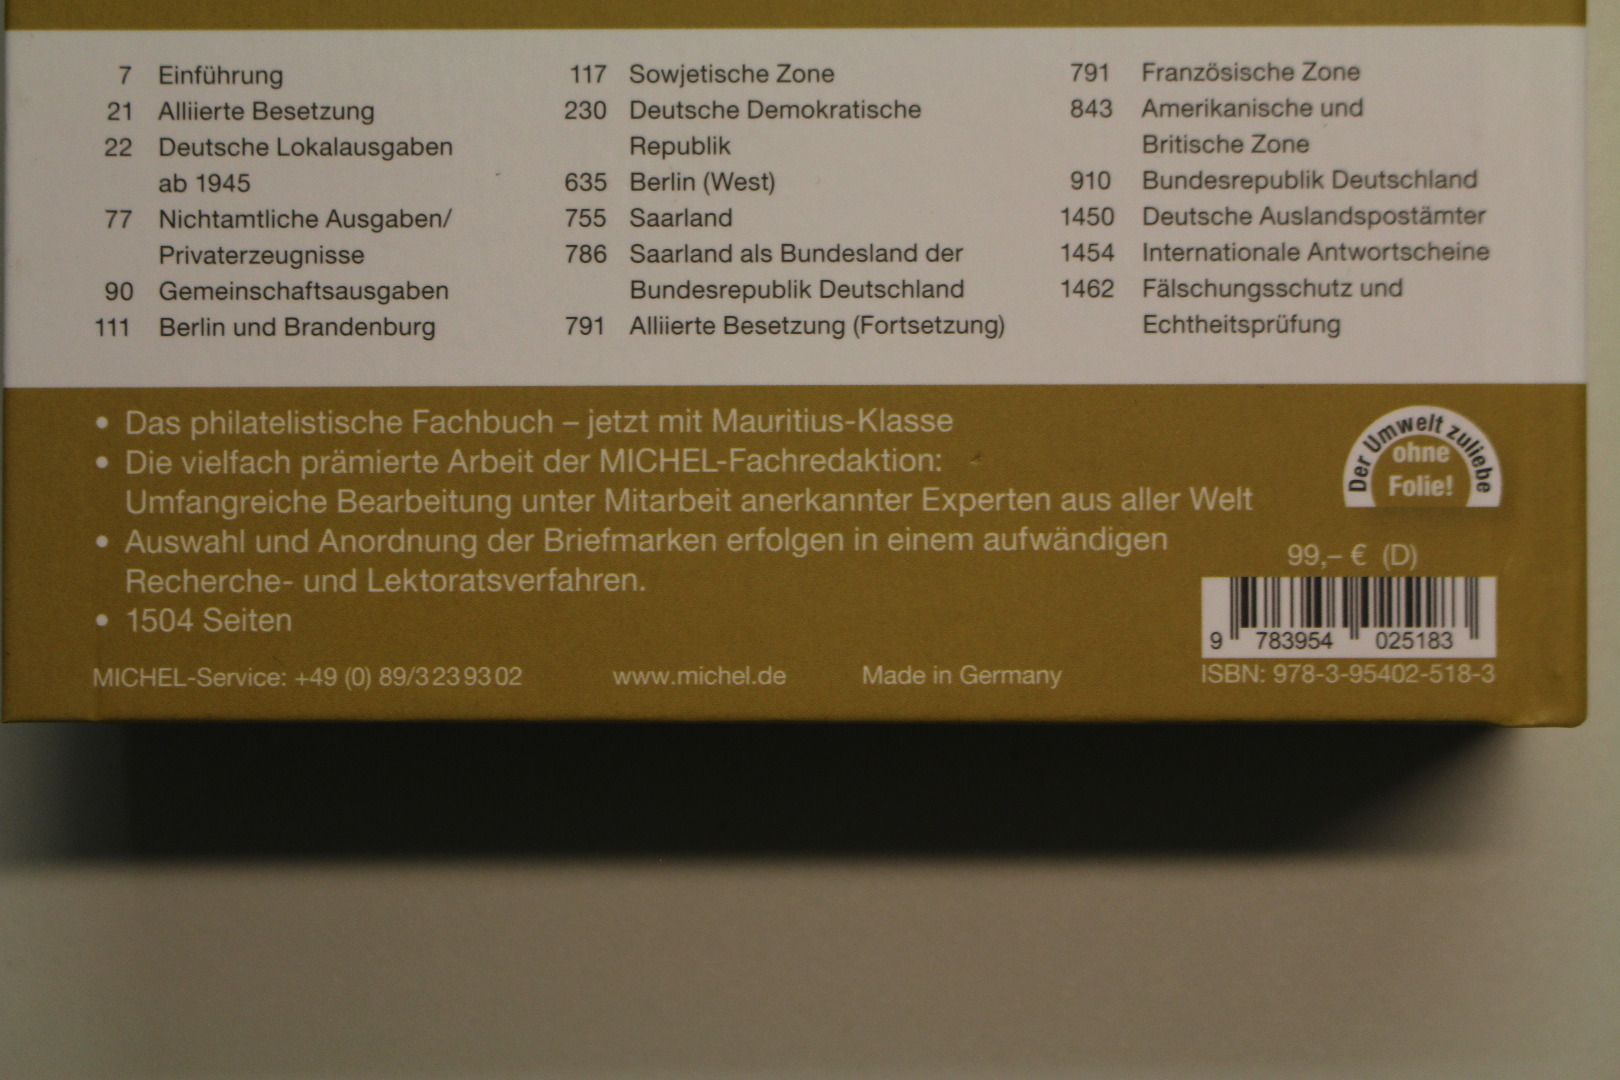 7 Einführung
21 Alliierte Besetzung
22 Deutsche Lokalausgaben
ab 1945
77 Nichtamtliche Ausgaben/
Privaterzeugnisse
90 Gemeinschaftsausgaben
111 Berlin und Brandenburg
117 Sowjetische Zone
230 Deutsche Demokratische
Republik
635 Berlin (West)
755 Saarland
786 Saarland als Bundesland der
Bundesrepublik Deutschland
791 Alliierte Besetzung (Fortsetzung)
791 Französische Zone
843 Amerikanische und
Britische Zone
910 Bundesrepublik Deutschland
1450 Deutsche Auslandspostämter
1454 Internationale Antwortscheine
1462 Fälschungsschutz und
Echtheitsprüfung
• Das philatelistische Fachbuch – jetzt mit Mauritius-Klasse
• Die vielfach prämierte Arbeit der MICHEL-Fachredaktion:
Umfangreiche Bearbeitung unter Mitarbeit anerkannter Experten aus aller Welt
• Auswahl und Anordnung der Briefmarken erfolgen in einem aufwändigen
Recherche- und Lektoratsverfahren.
• 1504 Seiten
Der Umwelt zuliebe
ohne
Folie!
99,– € (D)
9 783954 025183
MICHEL-Service: +49 (0) 89/3 239302 www.michel.de Made in Germany ISBN: 978-3-95402-518-3